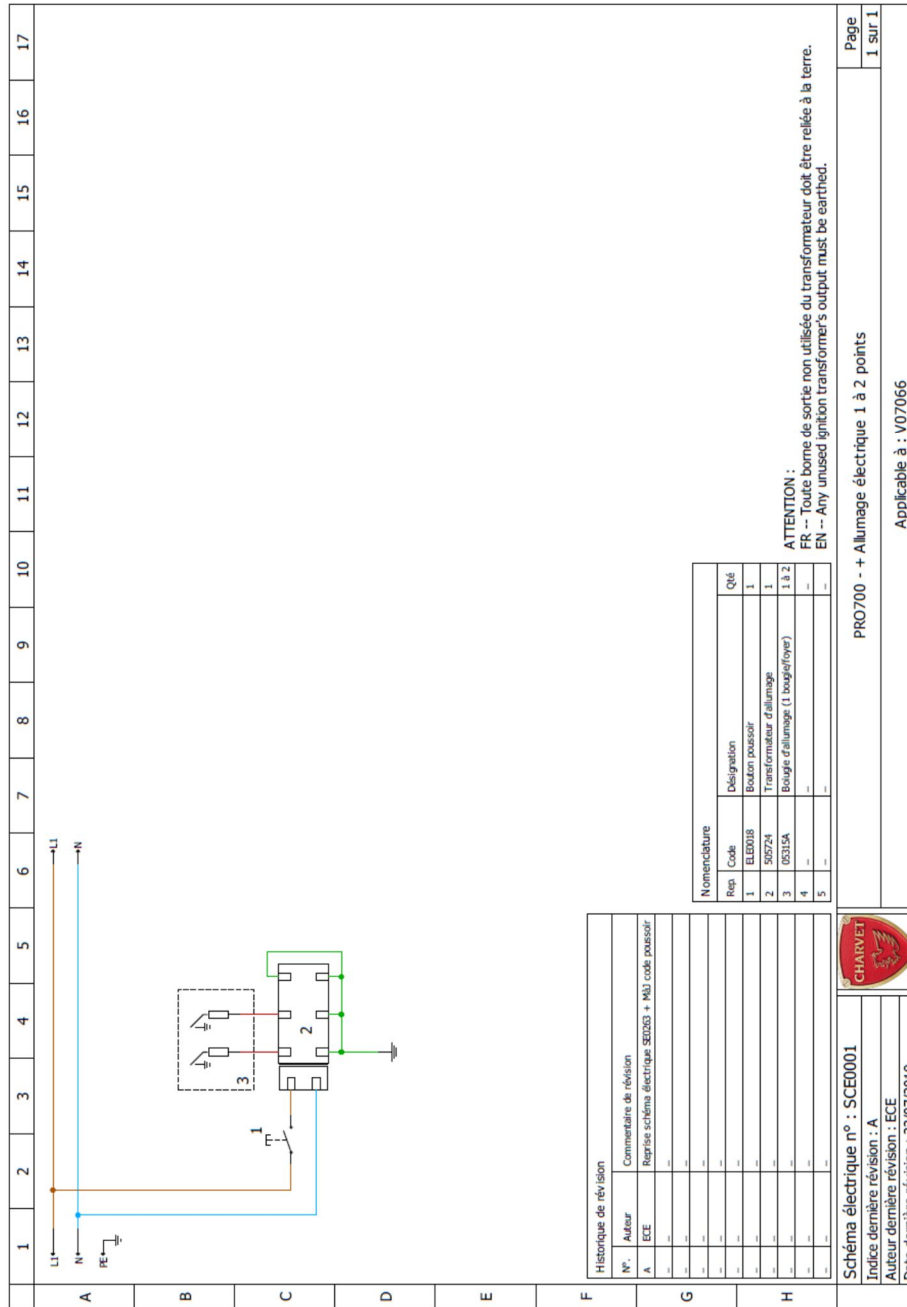 1 2 3 4 5 6 7 8 9 10 11 12 13 14 15 16 17
A
B
C
D
E
F
G
H
L1
N
PE
L1
N
1
2
3
Historique de révision
N°. Auteur Commentaire de révision
A ECE Reprise schéma électrique SE0263 + MàJ code poussoir
– – –
– – –
– – –
– – –
– – –
– – –
– – –
– – –
– – –
Nomenclature
Rep. Code Désignation Qté
1 ELE0018 Bouton poussoir 1
2 505724 Transformateur d'allumage 1
3 05315A Boiugie d'allumage (1 bougie/foyer) 1 à 2
4 – – –
5 – – –
ATTENTION :
FR -- Toute borne de sortie non utilisée du transformateur doit être reliée à la terre.
EN -- Any unused ignition transformer's output must be earthed.
Schéma électrique n° : SCE0001
Indice dernière révision : A
Auteur dernière révision : ECE
CHARVET
PRO700 - + Allumage électrique 1 à 2 points
Applicable à : V07066
Page
1 sur 1